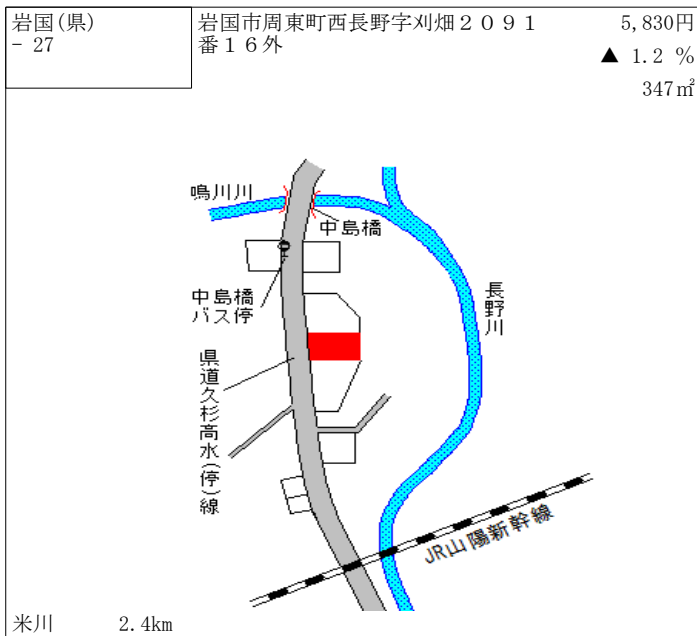 岩国(県)
－27
岩国市周東町西長野字刈畑２０９１
番１６外
5,830円
▲ 1.2 %
347㎡
鳴川川
中島橋
中島橋
バス停
長野川
県道久杉高水(停)線
JR山陽新幹線
米川 2.4km